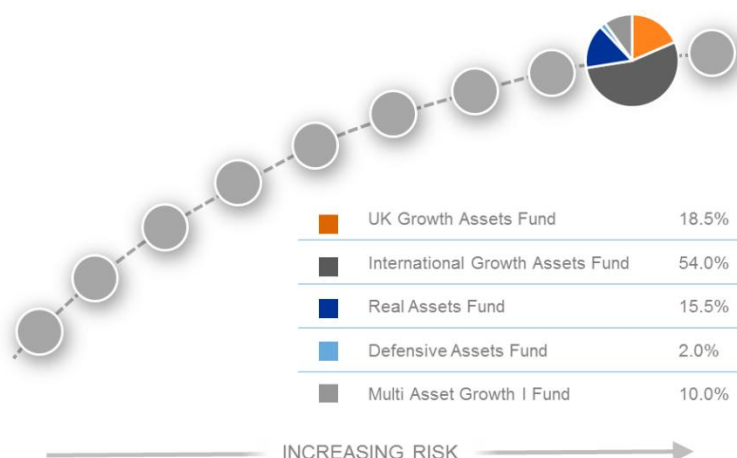 UK Growth Assets Fund 18.5%
International Growth Assets Fund 54.0%
Real Assets Fund 15.5%
Defensive Assets Fund 2.0%
Multi Asset Growth I Fund 10.0%
INCREASING RISK